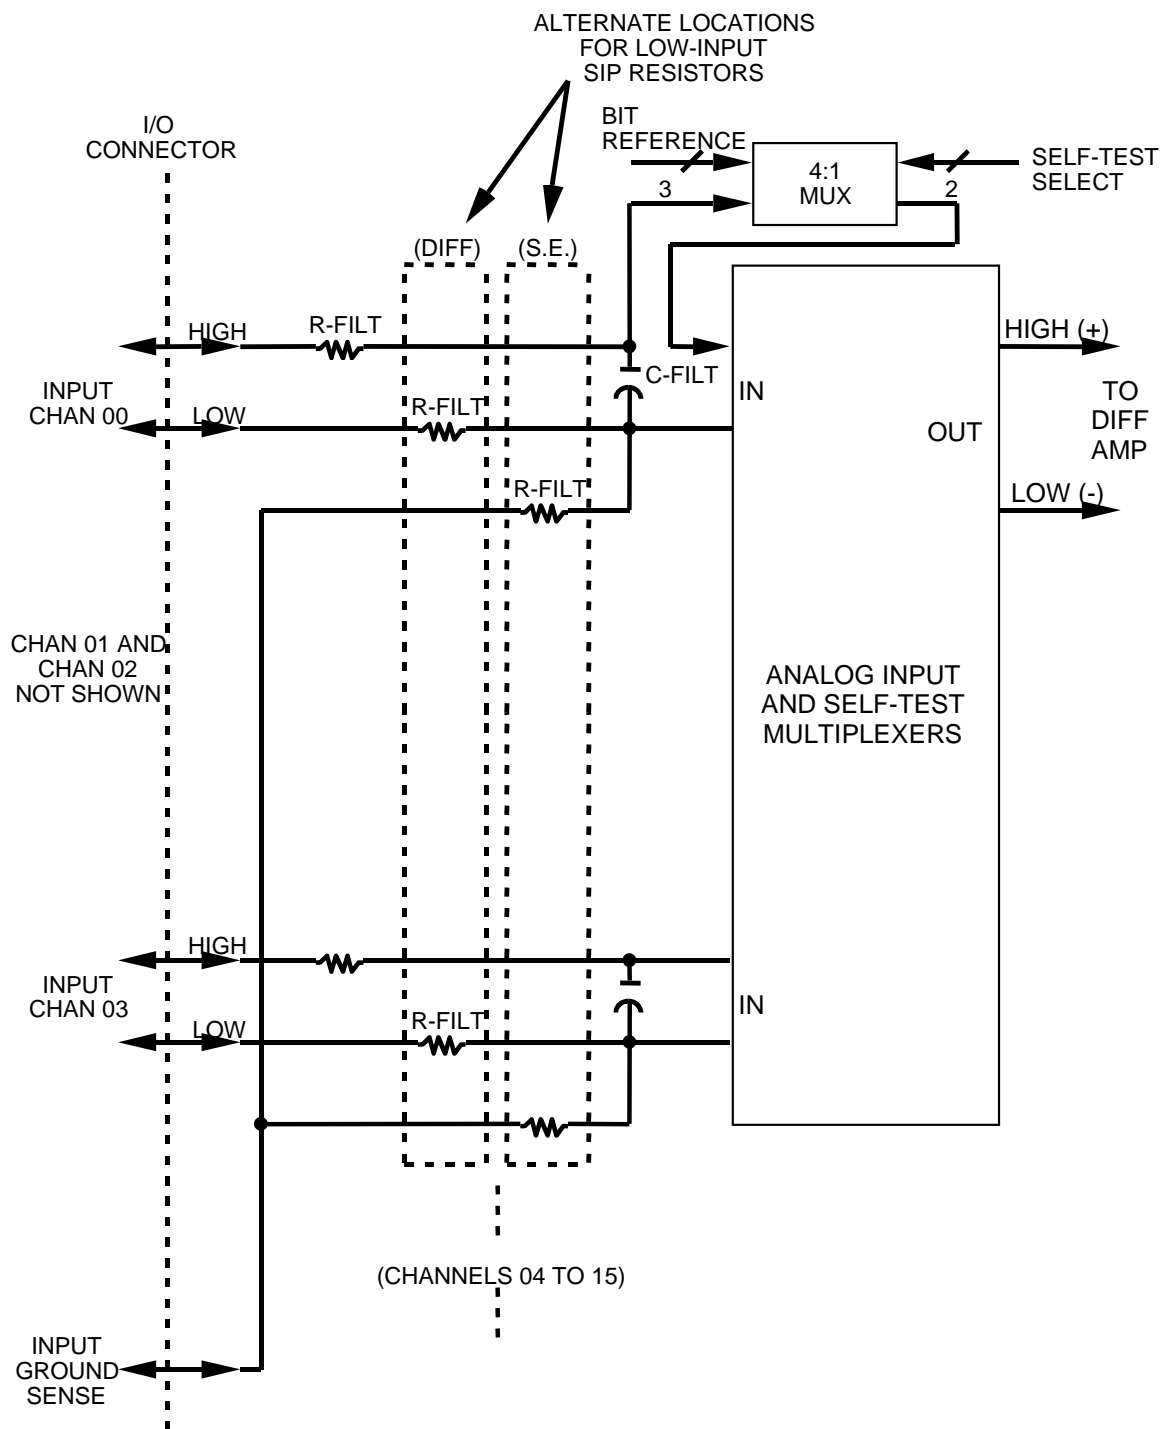 ALTERNATE LOCATIONS
FOR LOW-INPUT
SIP RESISTORS
I/O
CONNECTOR
BIT
REFERENCE
3
4:1
MUX
SELF-TEST
SELECT
2
(DIFF)
(S.E.)
HIGH
R-FILT
INPUT
CHAN 00
LOW
R-FILT
C-FILT
R-FILT
IN
OUT
HIGH (+)
TO
DIFF
AMP
LOW (-)
CHAN 01 AND
CHAN 02
NOT SHOWN
ANALOG INPUT
AND SELF-TEST
MULTIPLEXERS
HIGH
INPUT
CHAN 03
LOW
R-FILT
IN
(CHANNELS 04 TO 15)
INPUT
GROUND
SENSE